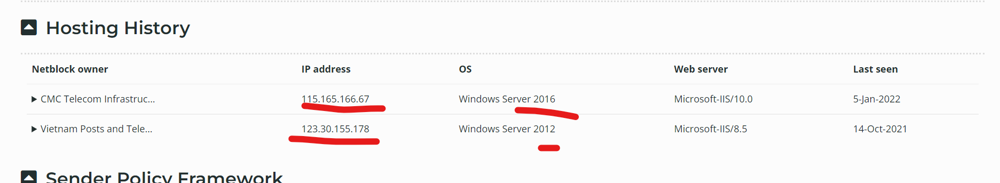 Hosting History
Netblock owner IP address OS Web server Last seen
CMC Telecom Infrastruc... 115.165.166.67 Windows Server 2016 Microsoft-IIS/10.0 5-Jan-2022
Vietnam Posts and Tele... 123.30.155.178 Windows Server 2012 Microsoft-IIS/8.5 14-Oct-2021
Sender Policy Framework